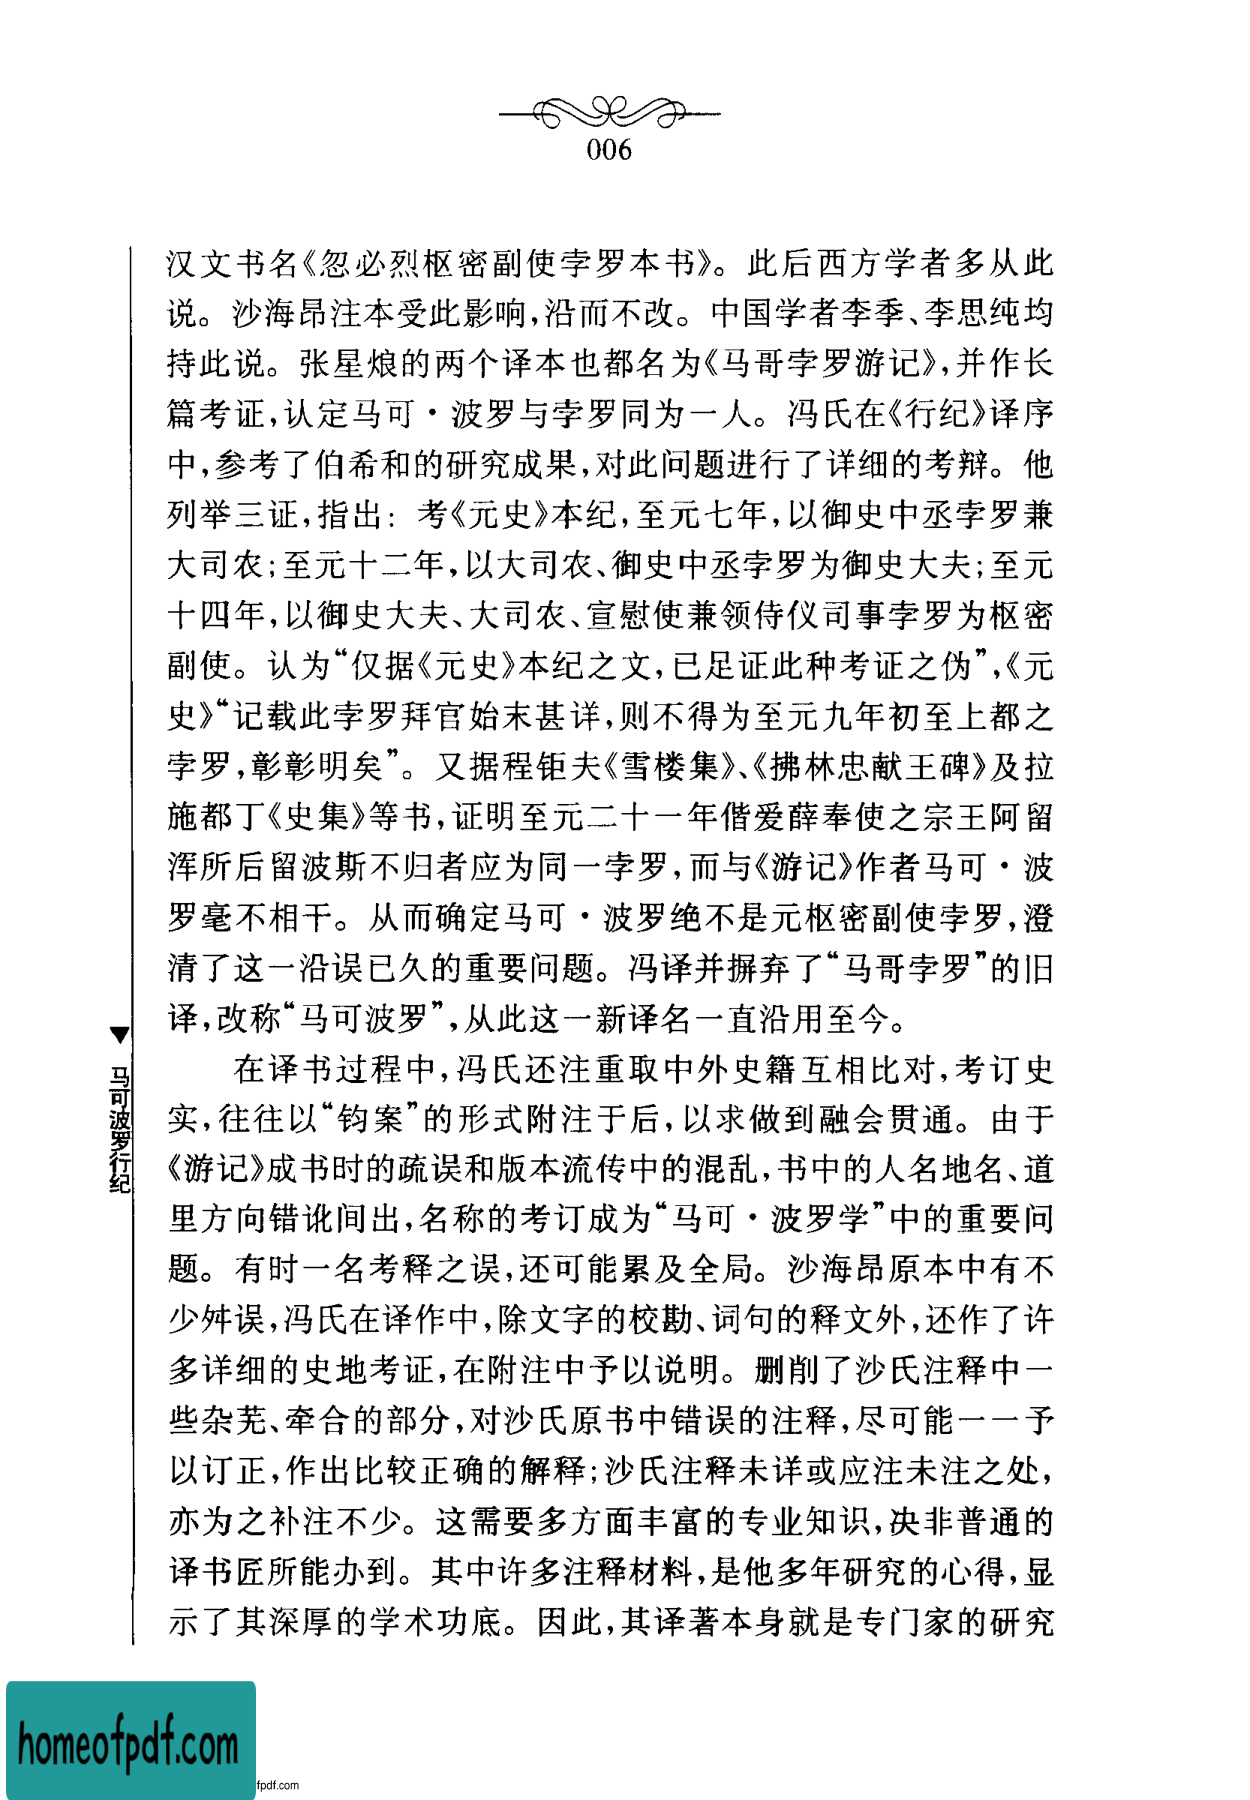 006
汉文书名《忽必烈枢密副使孛罗本书》。此后西方学者多从此
说。沙海昂注本受此影响,沿而不改。中国学者李季、李思纯均
持此说。张星烺的两个译本也都名为《马哥孛罗游记》,并作长
篇考证,认定马可·波罗与孛罗同为一人。冯氏在《行纪》译序
中,参考了伯希和的研究成果,对此问题进行了详细的考辩。他
列举三证,指出: 考《元史》本纪,至元七年,以御史中丞孛罗兼
大司农;至元十二年,以大司农、御史中丞孛罗为御史大夫;至元
十四年,以御史大夫、大司农、宣慰使兼领侍仪司事孛罗为枢密
副使。认为“仅据《元史》本纪之文,已足证此种考证之伪”,《元
史》“记载此孛罗拜官始末甚详,则不得为至元九年初至上都之
孛罗,彰彰明矣”。又据程钜夫《雪楼集》、《拂林忠献王碑》及拉
施都丁《史集》等书,证明至元二十一年偕爱薛奉使之宗王阿留
浑所后留波斯不归者应为同一孛罗,而与《游记》作者马可·波
罗毫不相干。从而确定马可·波罗绝不是元枢密副使孛罗,澄
清了这一沿误已久的重要问题。冯译并摒弃了“马哥孛罗”的旧
译,改称“马可波罗”,从此这一新译名一直沿用至今。
在译书过程中,冯氏还注重取中外史籍互相比对,考订史
实,往往以“钧案”的形式附注于后,以求做到融会贯通。由于
《游记》成书时的疏误和版本流传中的混乱,书中的人名地名、道
里方向错讹间出,名称的考订成为“马可·波罗学”中的重要问
题。有时一名考释之误,还可能累及全局。沙海昂原本中有不
少舛误,冯氏在译作中,除文字的校勘、词句的释文外,还作了许
多详细的史地考证,在附注中予以说明。删削了沙氏注释中一
些杂芜、牵合的部分,对沙氏原书中错误的注释,尽可能一一予
以订正,作出比较正确的解释;沙氏注释未详或应注未注之处,
亦为之补注不少。这需要多方面丰富的专业知识,决非普通的
译书匠所能办到。其中许多注释材料,是他多年研究的心得,显
示了其深厚的学术功底。因此,其译著本身就是专门家的研究
▼ 马可波罗行纪
homeofpdf.com
fpdf.com